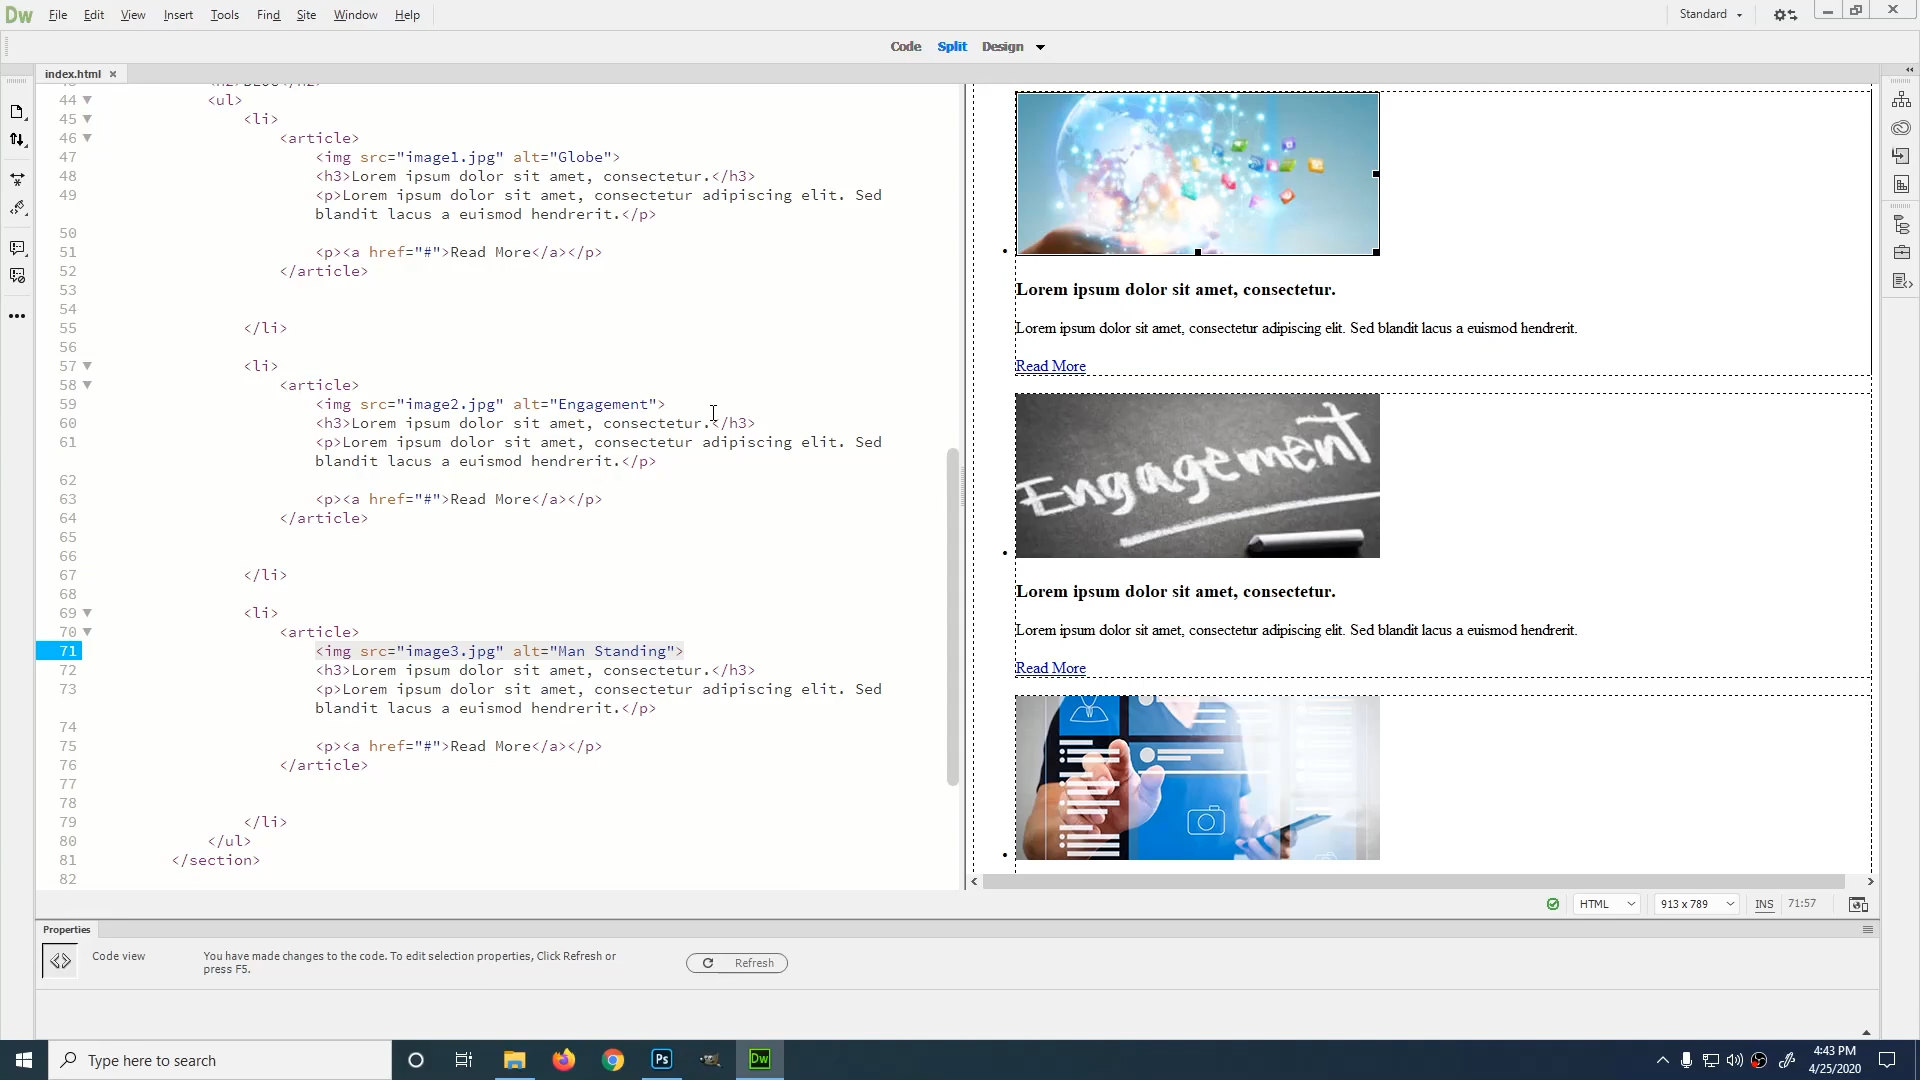 Dw File Edit View Insert Tools Find Site Window Help Standard
Code Split Design
index.html
44 <ul>
45 <li>
46 <article>
47 <img src="image1.jpg" alt="Globe">
48 <h3>Lorem ipsum dolor sit amet, consectetur.</h3>
49 <p>Lorem ipsum dolor sit amet, consectetur adipiscing elit. Sed
blandit lacus a euismod hendrerit.</p>
50
51 <p><a href="#">Read More</a></p>
52 </article>
53
54
55 </li>
56
57 <li>
58 <article>
59 <img src="image2.jpg" alt="Engagement">
60 <h3>Lorem ipsum dolor sit amet, consectetur.</h3>
61 <p>Lorem ipsum dolor sit amet, consectetur adipiscing elit. Sed
blandit lacus a euismod hendrerit.</p>
62
63 <p><a href="#">Read More</a></p>
64 </article>
65
66
67 </li>
68
69 <li>
70 <article>
71 <img src="image3.jpg" alt="Man Standing">
72 <h3>Lorem ipsum dolor sit amet, consectetur.</h3>
73 <p>Lorem ipsum dolor sit amet, consectetur adipiscing elit. Sed
blandit lacus a euismod hendrerit.</p>
74
75 <p><a href="#">Read More</a></p>
76 </article>
77
78
79 </li>
80 </ul>
81 </section>
82
Lorem ipsum dolor sit amet, consectetur.
Lorem ipsum dolor sit amet, consectetur adipiscing elit. Sed blandit lacus a euismod hendrerit.
Read More
Engagement
Lorem ipsum dolor sit amet, consectetur.
Lorem ipsum dolor sit amet, consectetur adipiscing elit. Sed blandit lacus a euismod hendrerit.
Read More
HTML 913 x 789 INS 71:57
Properties
Code view
You have made changes to the code. To edit selection properties, Click Refresh or
press F5.
Refresh
Type here to search
Ps
Dw
4:43 PM
4/25/2020